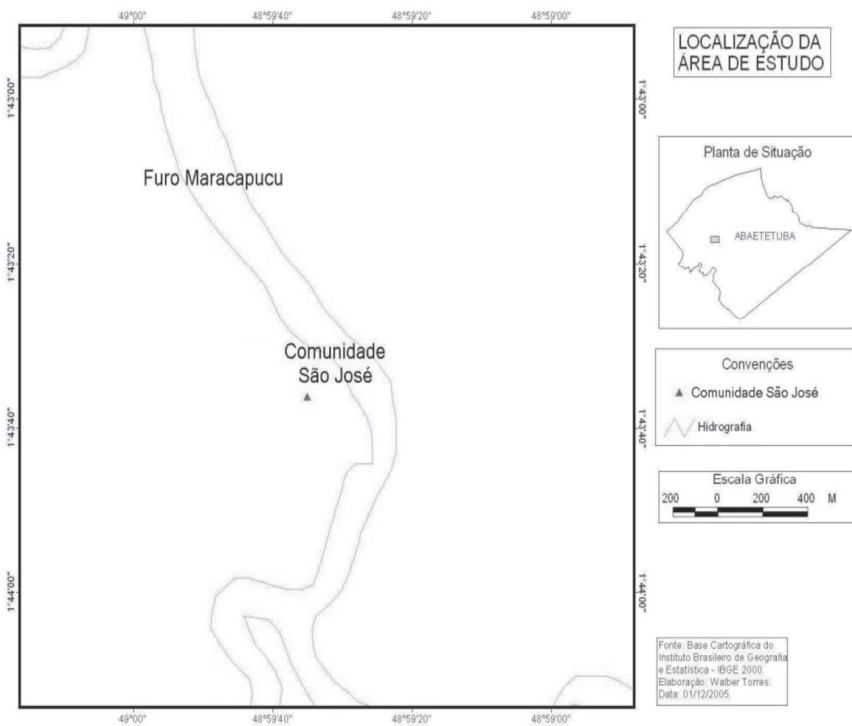 49°00'
48°59'40"
48°59'20"
48°59'00"
LOCALIZAÇÃO DA
ÁREA DE ESTUDO
1°43'00"
1°43'00"
Planta de Situação
ABAETETUBA
Furo Maracapucu
1°43'20"
1°43'20"
Comunidade
São José
Convenções
Comunidade São José
Hidrografia
1°43'40"
1°43'40"
Escala Gráfica
200 0 200 400 M
1°44'00"
1°44'00"
Fonte: Base Cartográfica do
Instituto Brasileiro de Geografia
e Estatística - IBGE 2000.
Elaboração: Walber Torres.
Data: 01/12/2005.
49°00'
48°59'40"
48°59'20"
48°59'00"